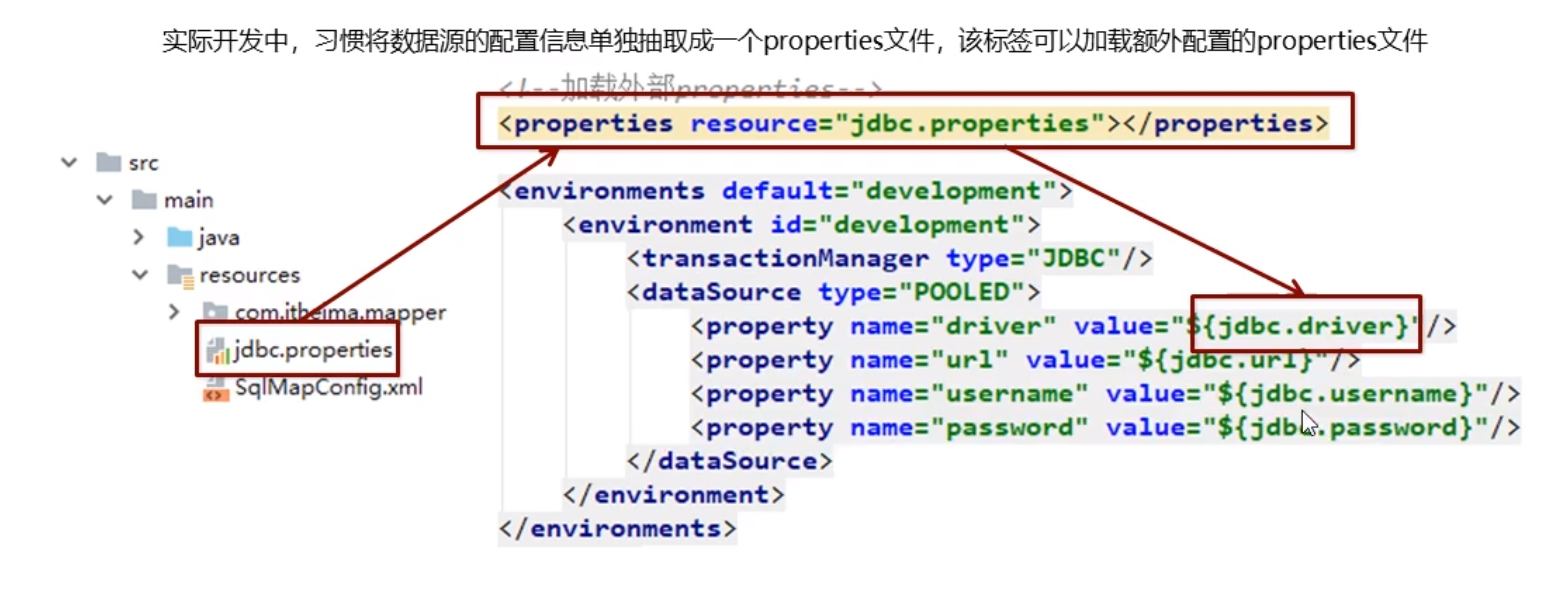 实际开发中，习惯将数据源的配置信息单独抽取成一个properties文件，该标签可以加载额外配置的properties文件
<!--加载外部properties-->
<properties resource="jdbc.properties"></properties>
src
main
java
resources
com.itheima.mapper
jdbc.properties
SqlMapConfig.xml
<environments default="development">
<environment id="development">
<transactionManager type="JDBC"/>
<dataSource type="POOLED">
<property name="driver" value="${jdbc.driver}"/>
<property name="url" value="${jdbc.url}"/>
<property name="username" value="${jdbc.username}"/>
<property name="password" value="${jdbc.password}"/>
</dataSource>
</environment>
</environments>